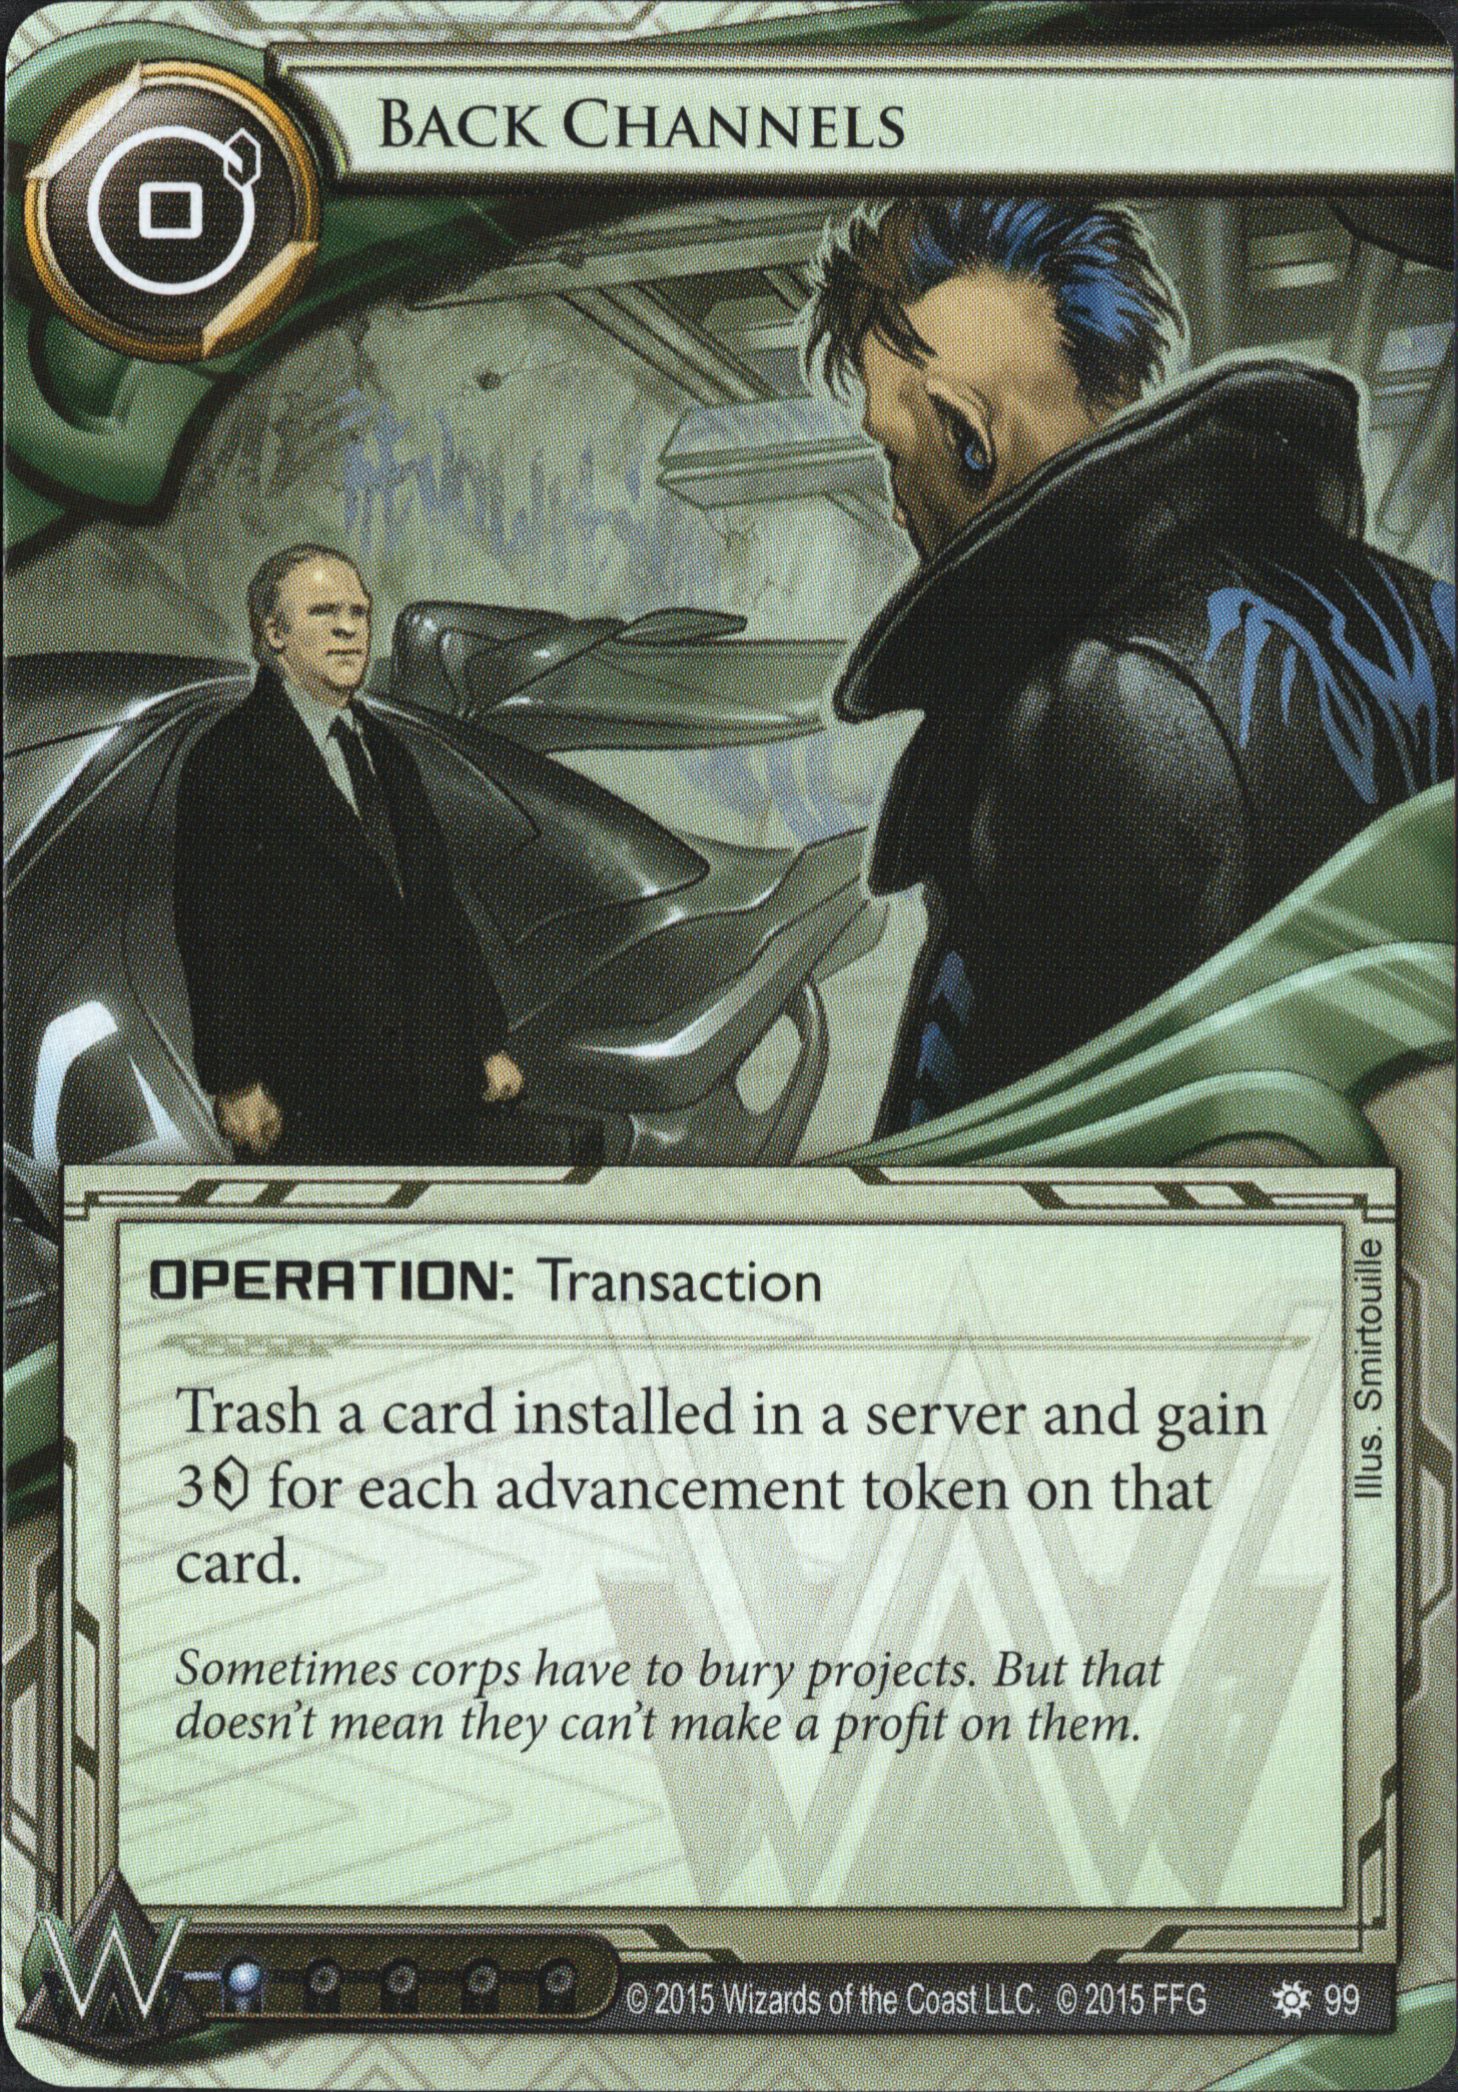 0
BACK CHANNELS
OPERATION: Transaction
Trash a card installed in a server and gain
3 for each advancement token on that
card.
Sometimes corps have to bury projects. But that
doesn't mean they can't make a profit on them.
Illus. Smirtouille
W
© 2015 Wizards of the Coast LLC. © 2015 FFG 99